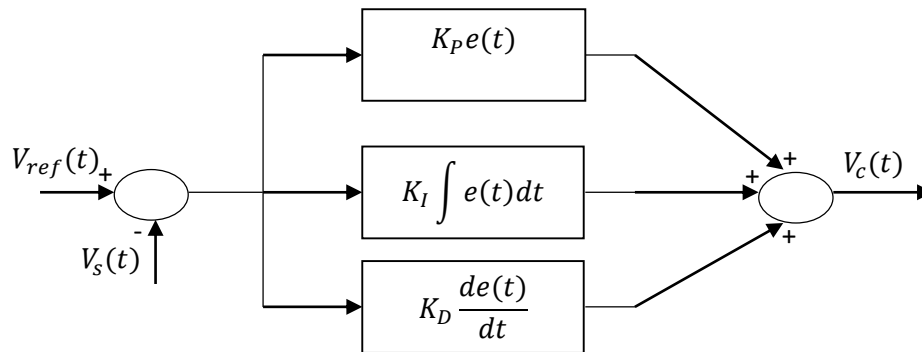 K_P e(t)
V_ref(t)
+
-
V_s(t)
K_I ∫ e(t)dt
K_D de(t)/dt
+
+
+
V_c(t)